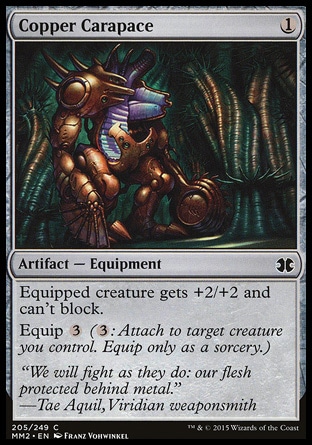 Copper Carapace 1
Artifact — Equipment
Equipped creature gets +2/+2 and
can't block.
Equip 3 (3: Attach to target creature
you control. Equip only as a sorcery.)
"We will fight as they do: our flesh
protected behind metal."
—Tae Aquil, Viridian weaponsmith
205/249 C
MM2 • EN Franz Vohwinkel
™ & © 2015 Wizards of the Coast